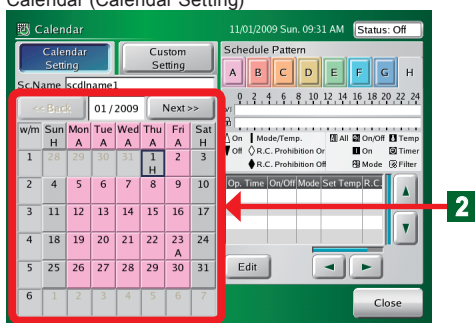 Calendar (Calendar Setting)
Calendar 11/01/2009 Sun. 09:31 AM Status: Off
Calendar Setting Custom Setting Schedule Pattern
A B C D E F G H
Sc.Name scdlname1
0 2 4 6 8 10 12 14 16 18 20 22 24
<<Back 01 / 2009 Next >>
w/m Sun Mon Tue Wed Thu Fri Sat
H A A A A A H
On Mode/Temp. All On/Off Temp
Off R.C. Prohibition Or On Timer
R.C. Prohibition Off Mode Filter
1 28 29 30 31 1 2 3
H
Op. Time On/Off Mode Set Temp R.C.
2 4 5 6 7 8 9 10
3 11 12 13 14 15 16 17
2
4 18 19 20 21 22 23 24
A
5 25 26 27 28 29 30 31
Edit
6 1 2 3 4 5 6 7
Close